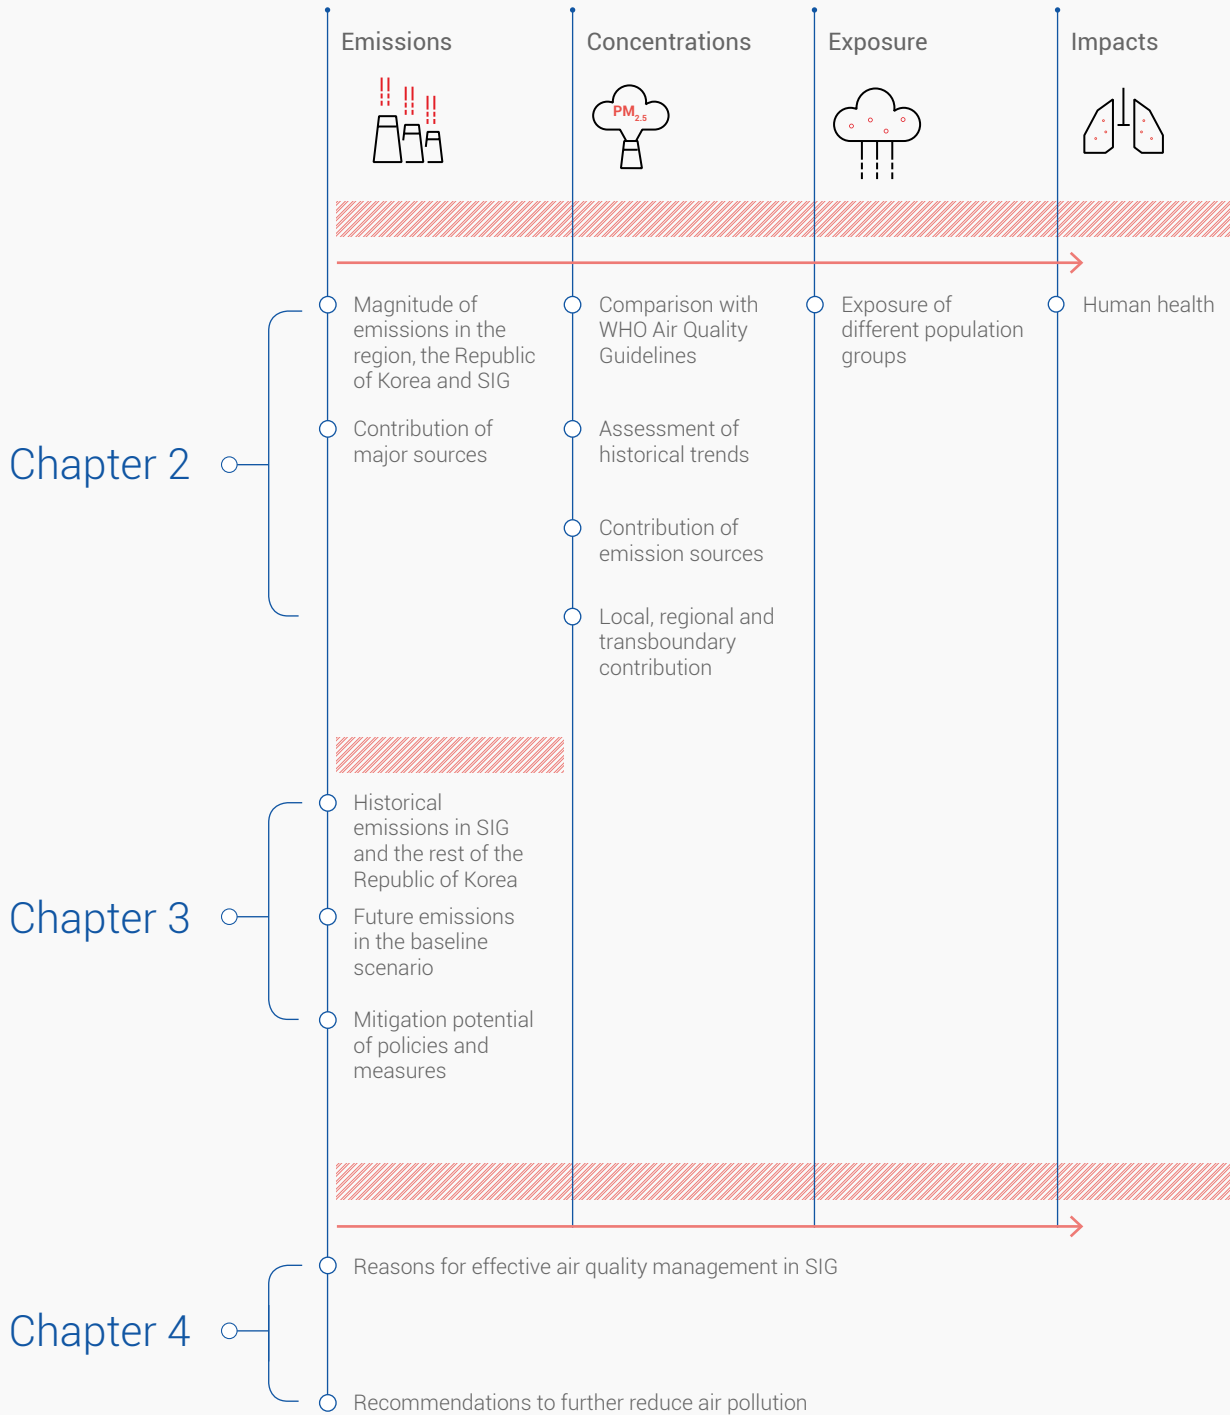 Emissions
Concentrations
Exposure
Impacts
PM2.5
Chapter 2
Magnitude of
emissions in the
region, the Republic
of Korea and SIG
Contribution of
major sources
Comparison with
WHO Air Quality
Guidelines
Assessment of
historical trends
Contribution of
emission sources
Local, regional and
transboundary
contribution
Exposure of
different population
groups
Human health
Chapter 3
Historical
emissions in SIG
and the rest of the
Republic of Korea
Future emissions
in the baseline
scenario
Mitigation potential
of policies and
measures
Chapter 4
Reasons for effective air quality management in SIG
Recommendations to further reduce air pollution